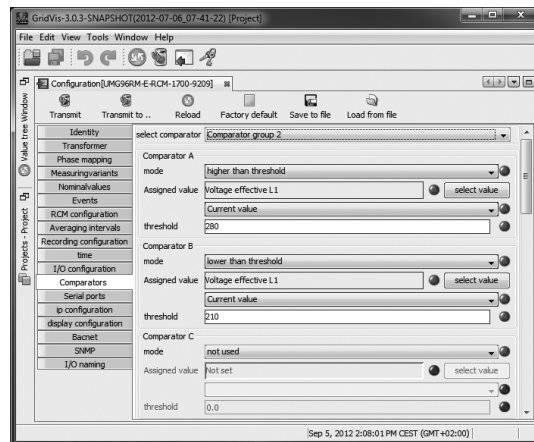 GridVis-3.0.3-SNAPSHOT(2012-07-06_07-41-22) [Project]
File Edit View Tools Window Help
Configuration[UMG96RM-E-RCM-1700-9209]
Transmit Transmit to .. Reload Factory default Save to file Load from file
Value tree Window
Projects - Project
Identity
Transformer
Phase mapping
Measuringvariants
Nominalvalues
Events
RCM configuration
Averaging intervals
Recording configuration
time
I/O configuration
Comparators
Serial ports
ip configuration
display configuration
Bacnet
SNMP
I/O naming
select comparator Comparator group 2
Comparator A
mode higher than threshold
Assigned value Voltage effective L1 select value
Current value
threshold 280
Comparator B
mode lower than threshold
Assigned value Voltage effective L1 select value
Current value
threshold 210
Comparator C
mode not used
Assigned value Not set select value
threshold 0.0
Sep 5, 2012 2:08:01 PM CEST (GMT+02:00)